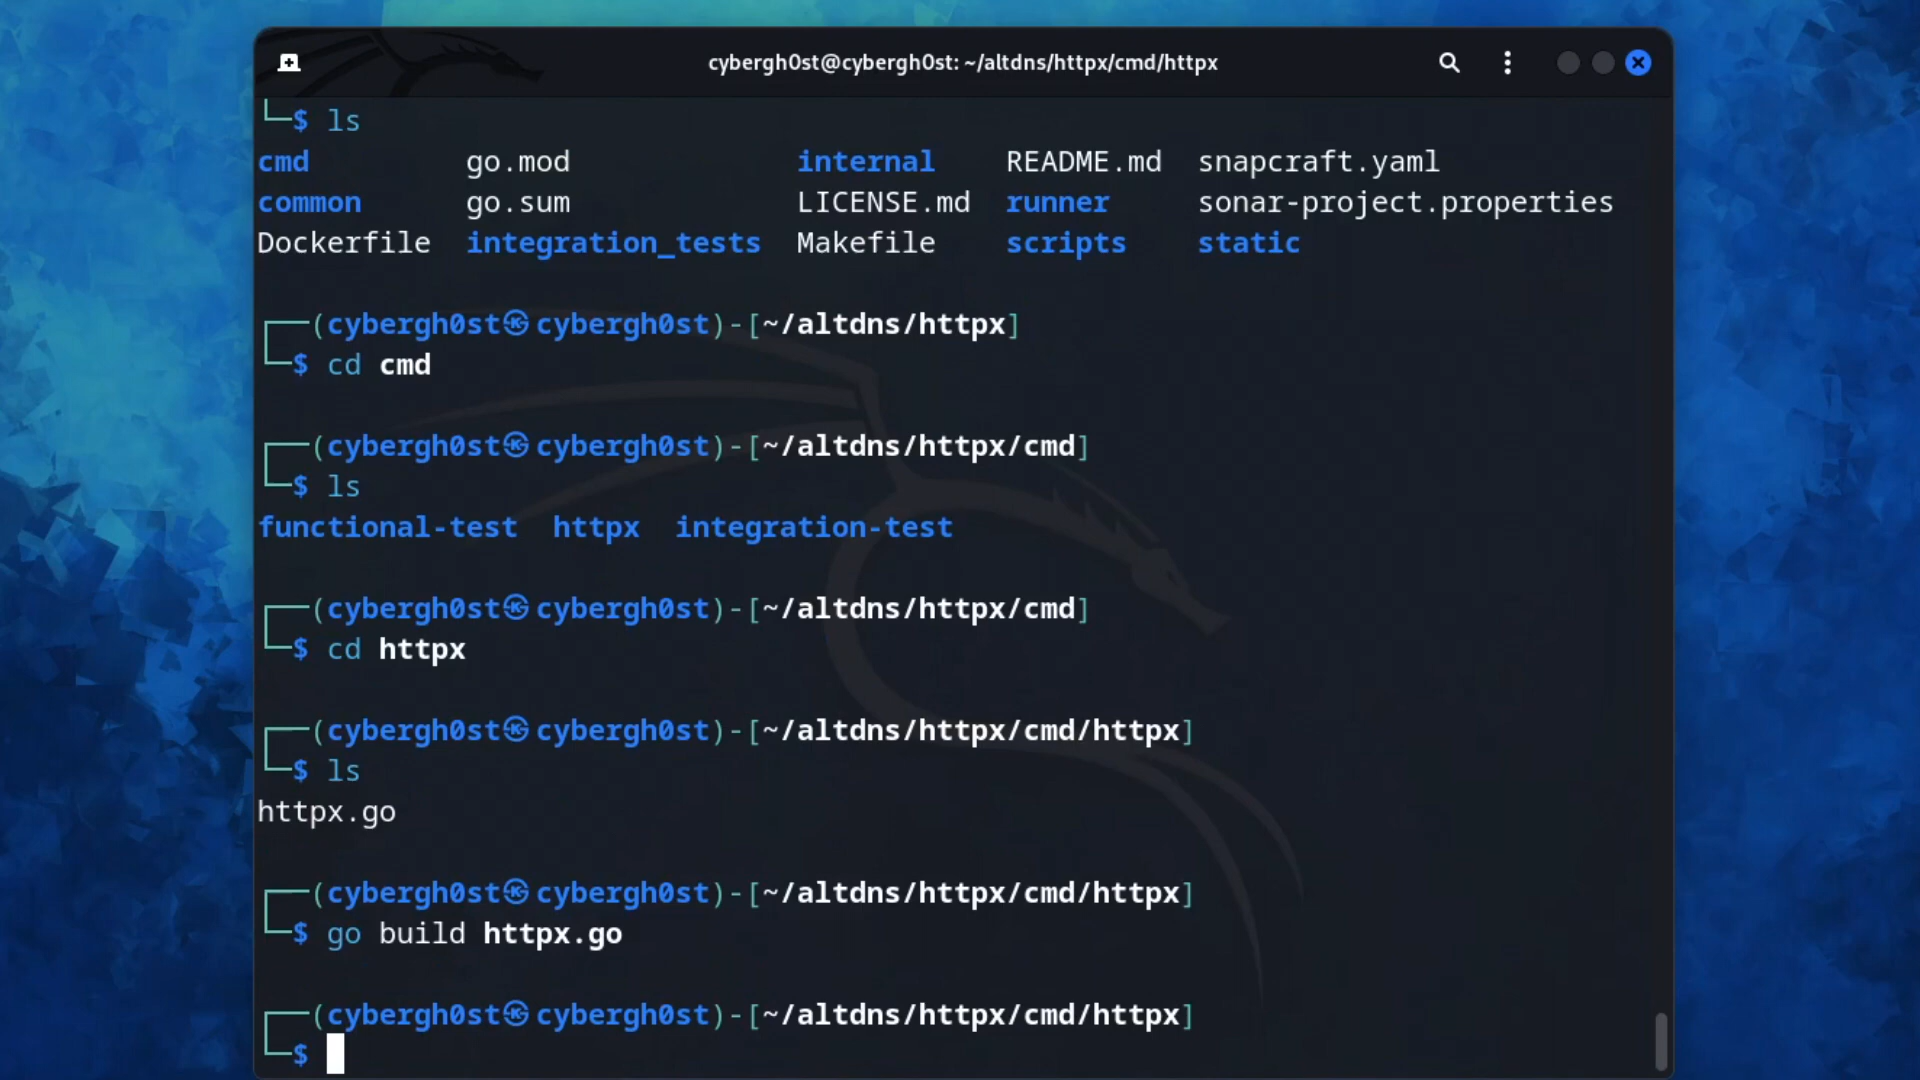 cybergh0st@cybergh0st: ~/altdns/httpx/cmd/httpx
└─$ ls
cmd go.mod internal README.md snapcraft.yaml
common go.sum LICENSE.md runner sonar-project.properties
Dockerfile integration_tests Makefile scripts static
┌──(cybergh0st㉿cybergh0st)-[~/altdns/httpx]
└─$ cd cmd
┌──(cybergh0st㉿cybergh0st)-[~/altdns/httpx/cmd]
└─$ ls
functional-test httpx integration-test
┌──(cybergh0st㉿cybergh0st)-[~/altdns/httpx/cmd]
└─$ cd httpx
┌──(cybergh0st㉿cybergh0st)-[~/altdns/httpx/cmd/httpx]
└─$ ls
httpx.go
┌──(cybergh0st㉿cybergh0st)-[~/altdns/httpx/cmd/httpx]
└─$ go build httpx.go
┌──(cybergh0st㉿cybergh0st)-[~/altdns/httpx/cmd/httpx]
└─$